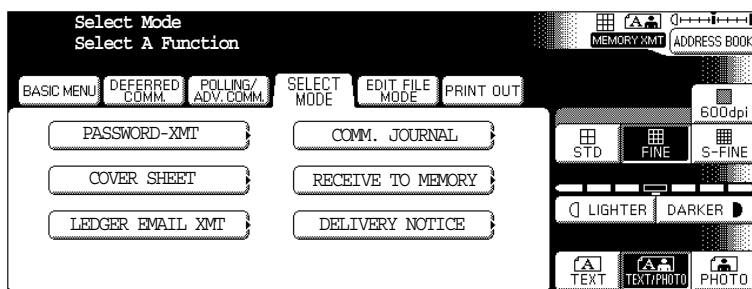 Select Mode
Select A Function
MEMORY XMT
ADDRESS BOOK
BASIC MENU
DEFERRED
COMM.
POLLING/
ADV. COMM.
SELECT
MODE
EDIT FILE
MODE
PRINT OUT
600dpi
PASSWORD-XMT
COMM. JOURNAL
STD
FINE
S-FINE
COVER SHEET
RECEIVE TO MEMORY
LIGHTER
DARKER
LEDGER EMAIL XMT
DELIVERY NOTICE
A
TEXT
A
TEXT/PHOTO
PHOTO